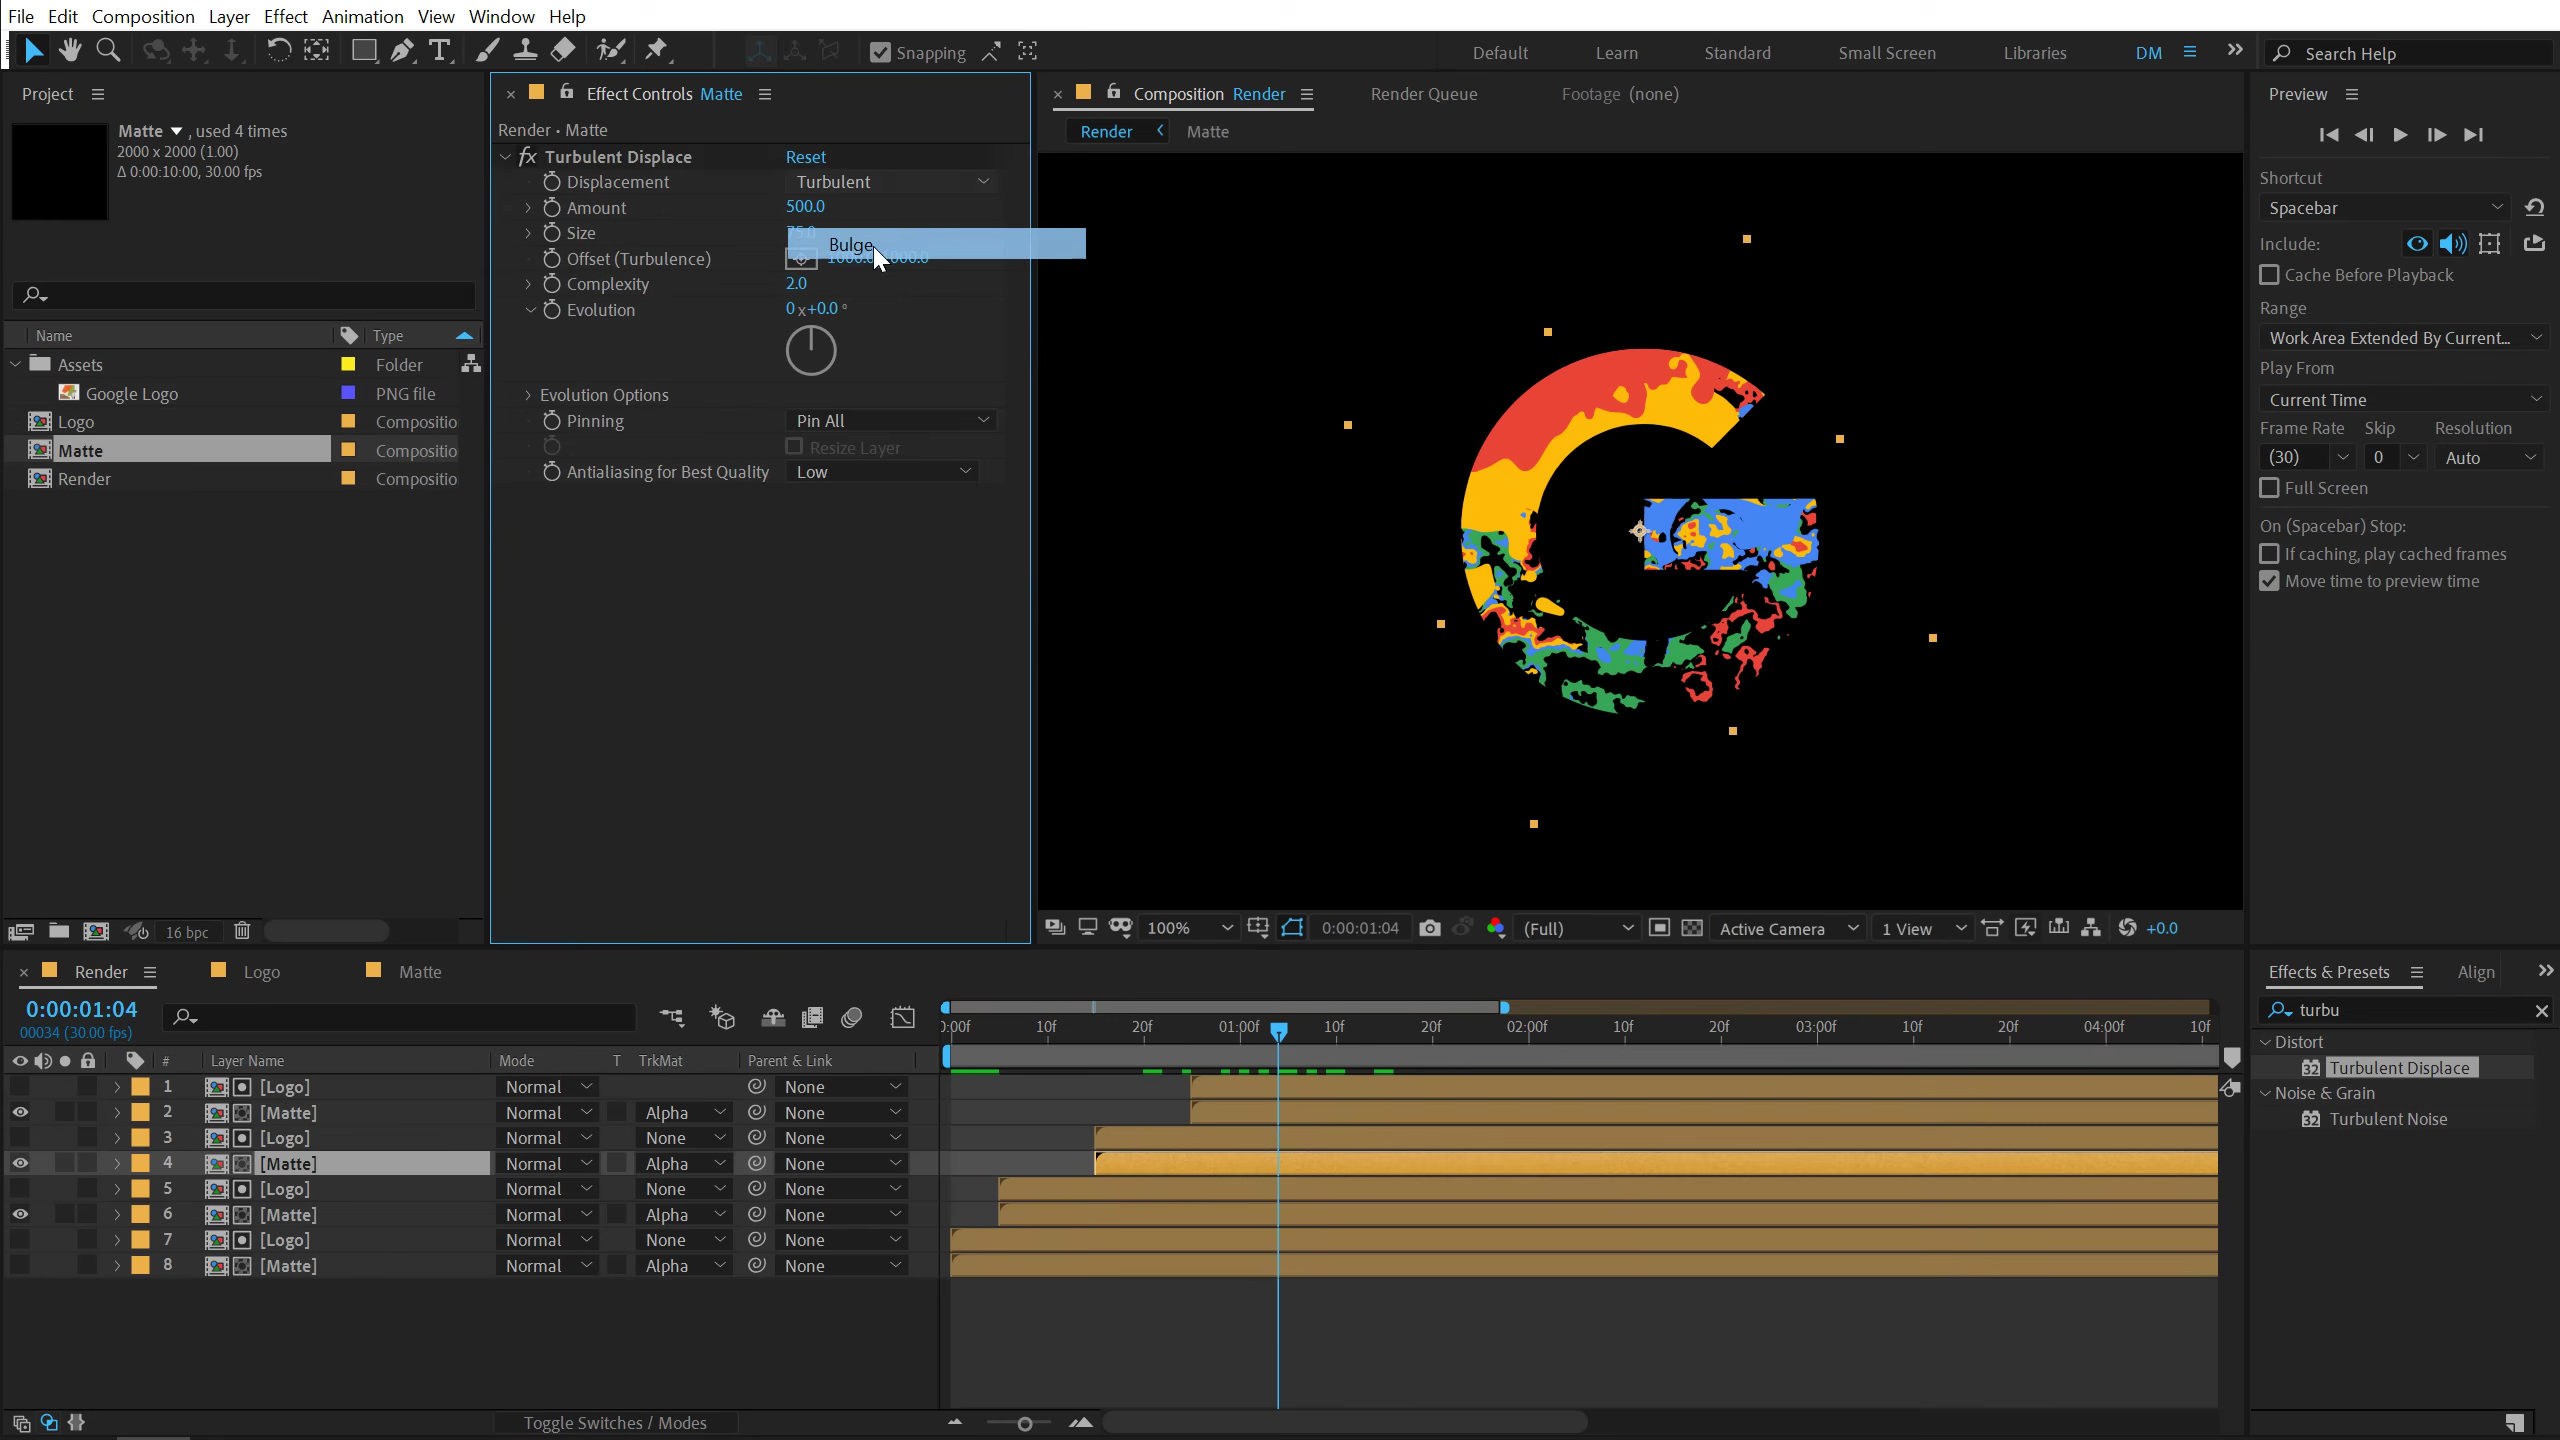 File Edit Composition Layer Effect Animation View Window Help
Snapping
Default Learn Standard Small Screen Libraries DM
Search Help
Project
Matte , used 4 times
2000 x 2000 (1.00)
Δ 0:00:10:00, 30.00 fps
Name Type
Assets Folder
Google Logo PNG file
Logo Compositio
Matte Compositio
Render Compositio
16 bpc
Effect Controls Matte
Render • Matte
fx Turbulent Displace Reset
Displacement Turbulent
Amount 500.0
Size 75.0
Bulge
Offset (Turbulence)
Complexity 2.0
Evolution 0 x+0.0 °
Evolution Options
Pinning Pin All
Resize Layer
Antialiasing for Best Quality Low
Composition Render Render Queue Footage (none)
Render Matte
100% 0:00:01:04 (Full) Active Camera 1 View +0.0
Preview
Shortcut
Spacebar
Include:
Cache Before Playback
Range
Work Area Extended By Current...
Play From
Current Time
Frame Rate Skip Resolution
(30) 0 Auto
Full Screen
On (Spacebar) Stop:
If caching, play cached frames
Move time to preview time
Render Logo Matte
0:00:01:04
00034 (30.00 fps)
# Layer Name Mode T TrkMat Parent & Link
):00f 10f 20f 01:00f 10f 20f 02:00f 10f 20f 03:00f 10f 20f 04:00f 10f
1 [Logo] Normal None
2 [Matte] Normal Alpha None
3 [Logo] Normal None None
4 [Matte] Normal Alpha None
5 [Logo] Normal None None
6 [Matte] Normal Alpha None
7 [Logo] Normal None None
8 [Matte] Normal Alpha None
Toggle Switches / Modes
Effects & Presets Align
turbu
Distort
32 Turbulent Displace
Noise & Grain
32 Turbulent Noise